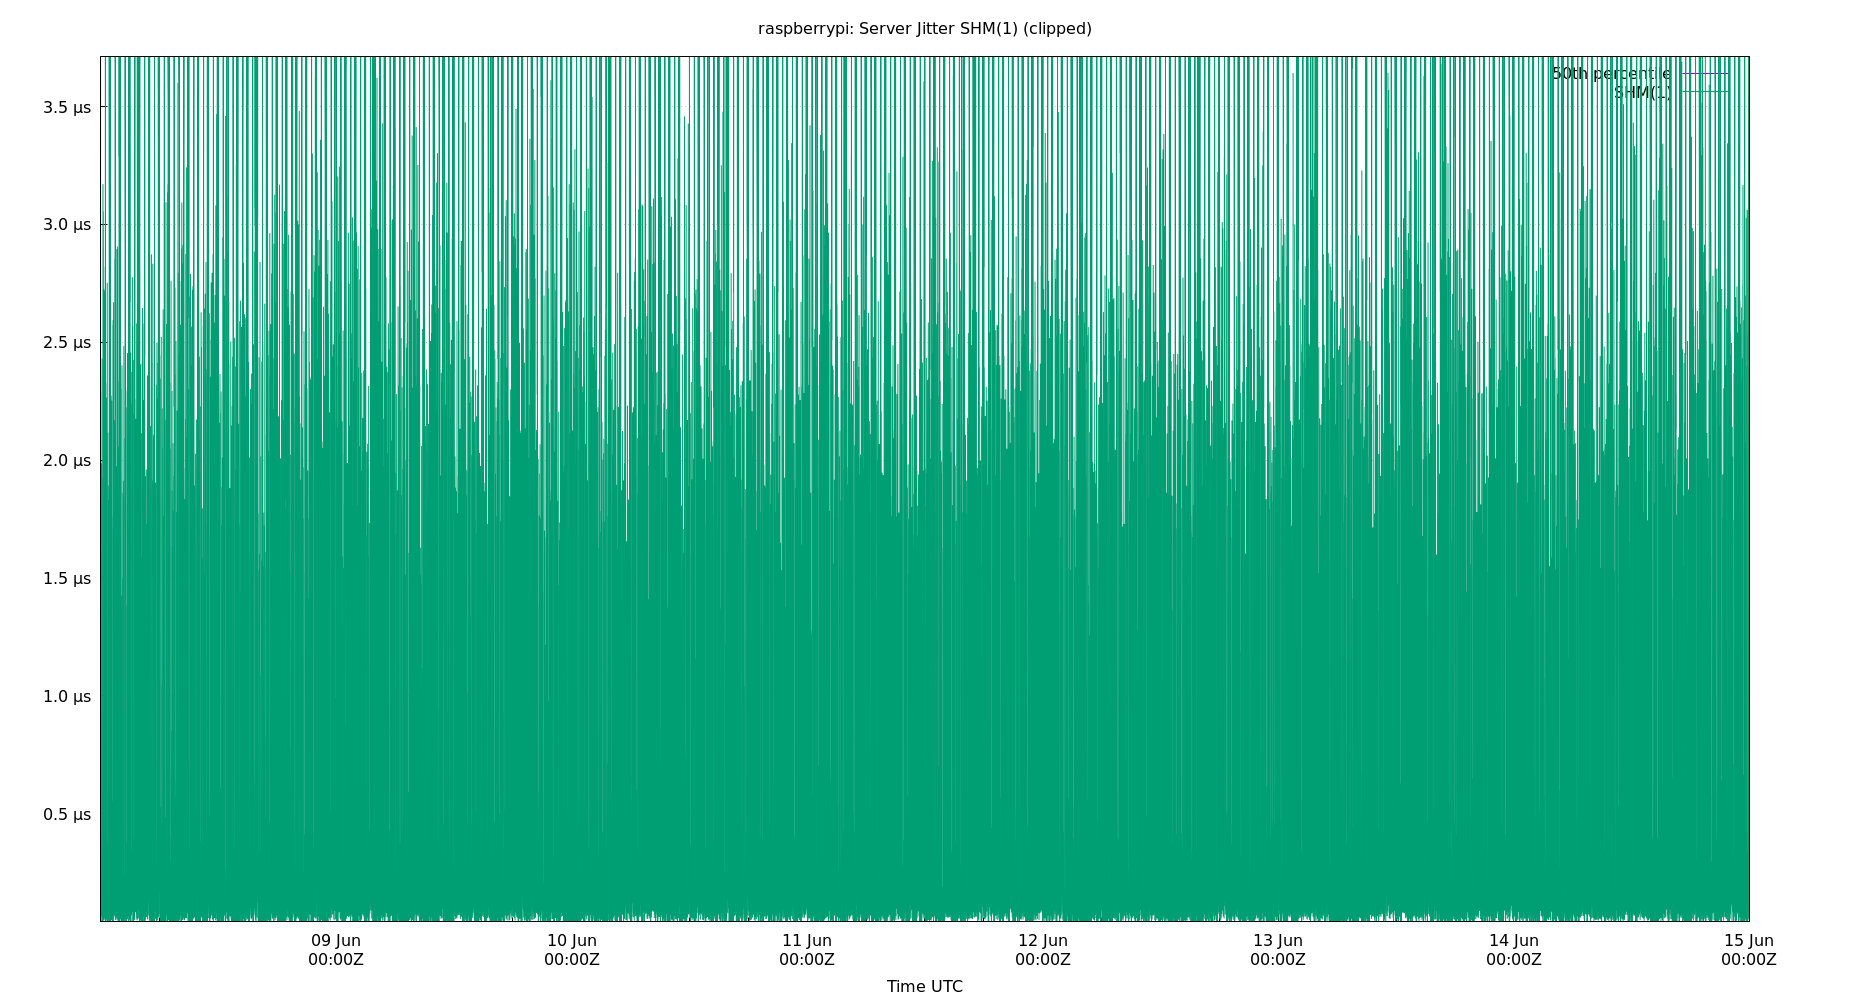 raspberrypi: Server Jitter SHM(1) (clipped)
50th percentile
SHM(1)
3.5 µs
3.0 µs
2.5 µs
2.0 µs
1.5 µs
1.0 µs
0.5 µs
09 Jun 10 Jun 11 Jun 12 Jun 13 Jun 14 Jun 15 Jun
00:00Z 00:00Z 00:00Z 00:00Z 00:00Z 00:00Z 00:00Z
Time UTC